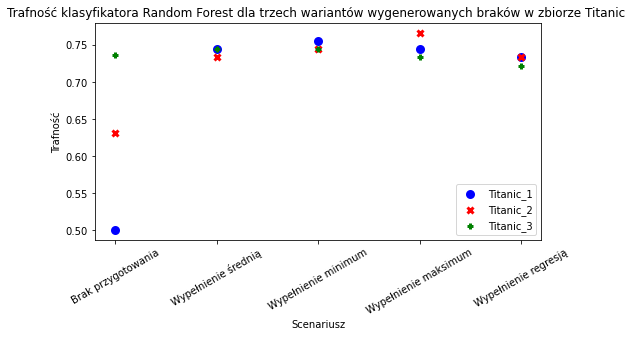 Trafność klasyfikatora Random Forest dla trzech wariantów wygenerowanych braków w zbiorze Titanic
Trafność
0.75
0.70
0.65
0.60
0.55
0.50
Titanic_1
Titanic_2
Titanic_3
Brak przygotowania
Wypełnienie średnią
Wypełnienie minimum
Wypełnienie maksimum
Wypełnienie regresją
Scenariusz